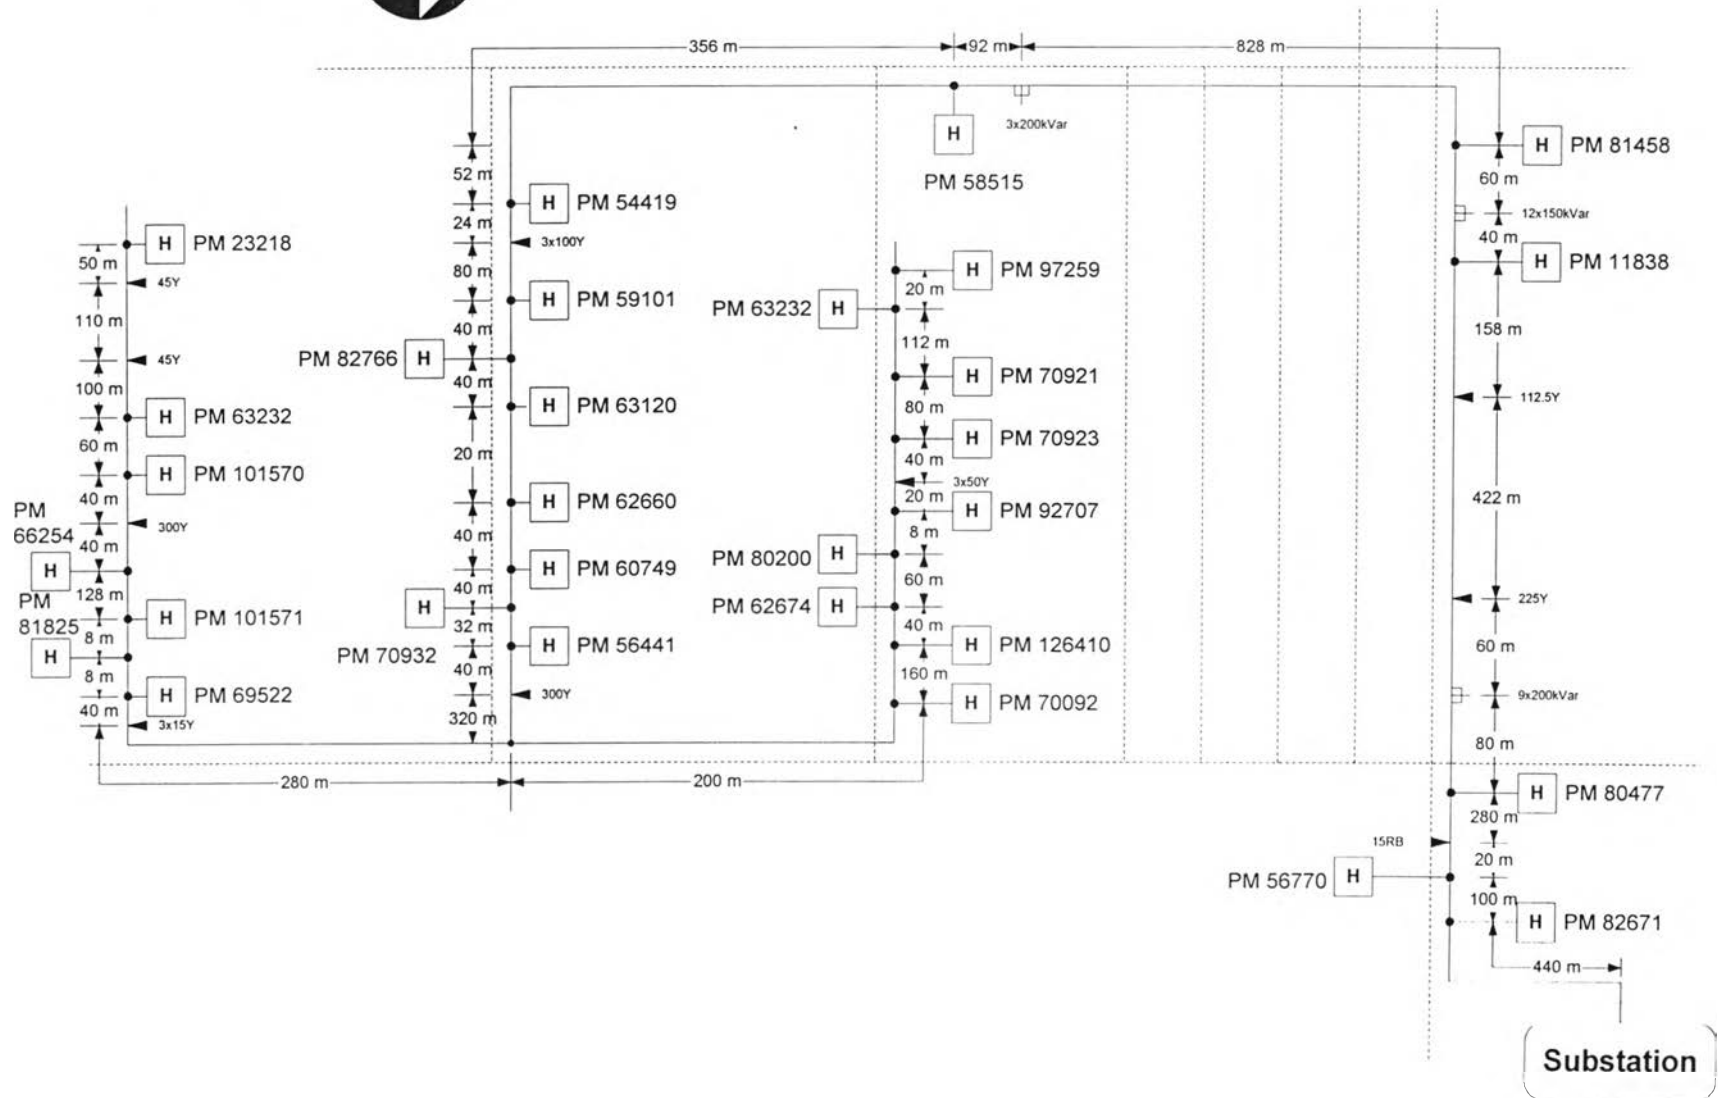 356 m
92 m
828 m
H
3x200kVar
PM 58515
H PM 81458
60 m
12x150kVar
40 m
H PM 11838
158 m
112.5Y
422 m
225Y
60 m
9x200kVar
80 m
H PM 80477
280 m
15RB
20 m
PM 56770 H
100 m
H PM 82671
440 m
Substation
52 m
H PM 54419
24 m
3x100Y
80 m
H PM 59101
40 m
PM 82766 H
40 m
H PM 63120
20 m
H PM 62660
40 m
H PM 60749
40 m
H
PM 70932
32 m
H PM 56441
40 m
300Y
320 m
H PM 97259
20 m
PM 63232 H
112 m
H PM 70921
80 m
H PM 70923
40 m
3x50Y
20 m
H PM 92707
8 m
PM 80200 H
60 m
PM 62674 H
40 m
H PM 126410
160 m
H PM 70092
H PM 23218
50 m
45Y
110 m
45Y
100 m
H PM 63232
60 m
H PM 101570
40 m
300Y
PM
66254
40 m
H
128 m
PM
81825
H PM 101571
8 m
H
8 m
H PM 69522
40 m
3x15Y
280 m
200 m